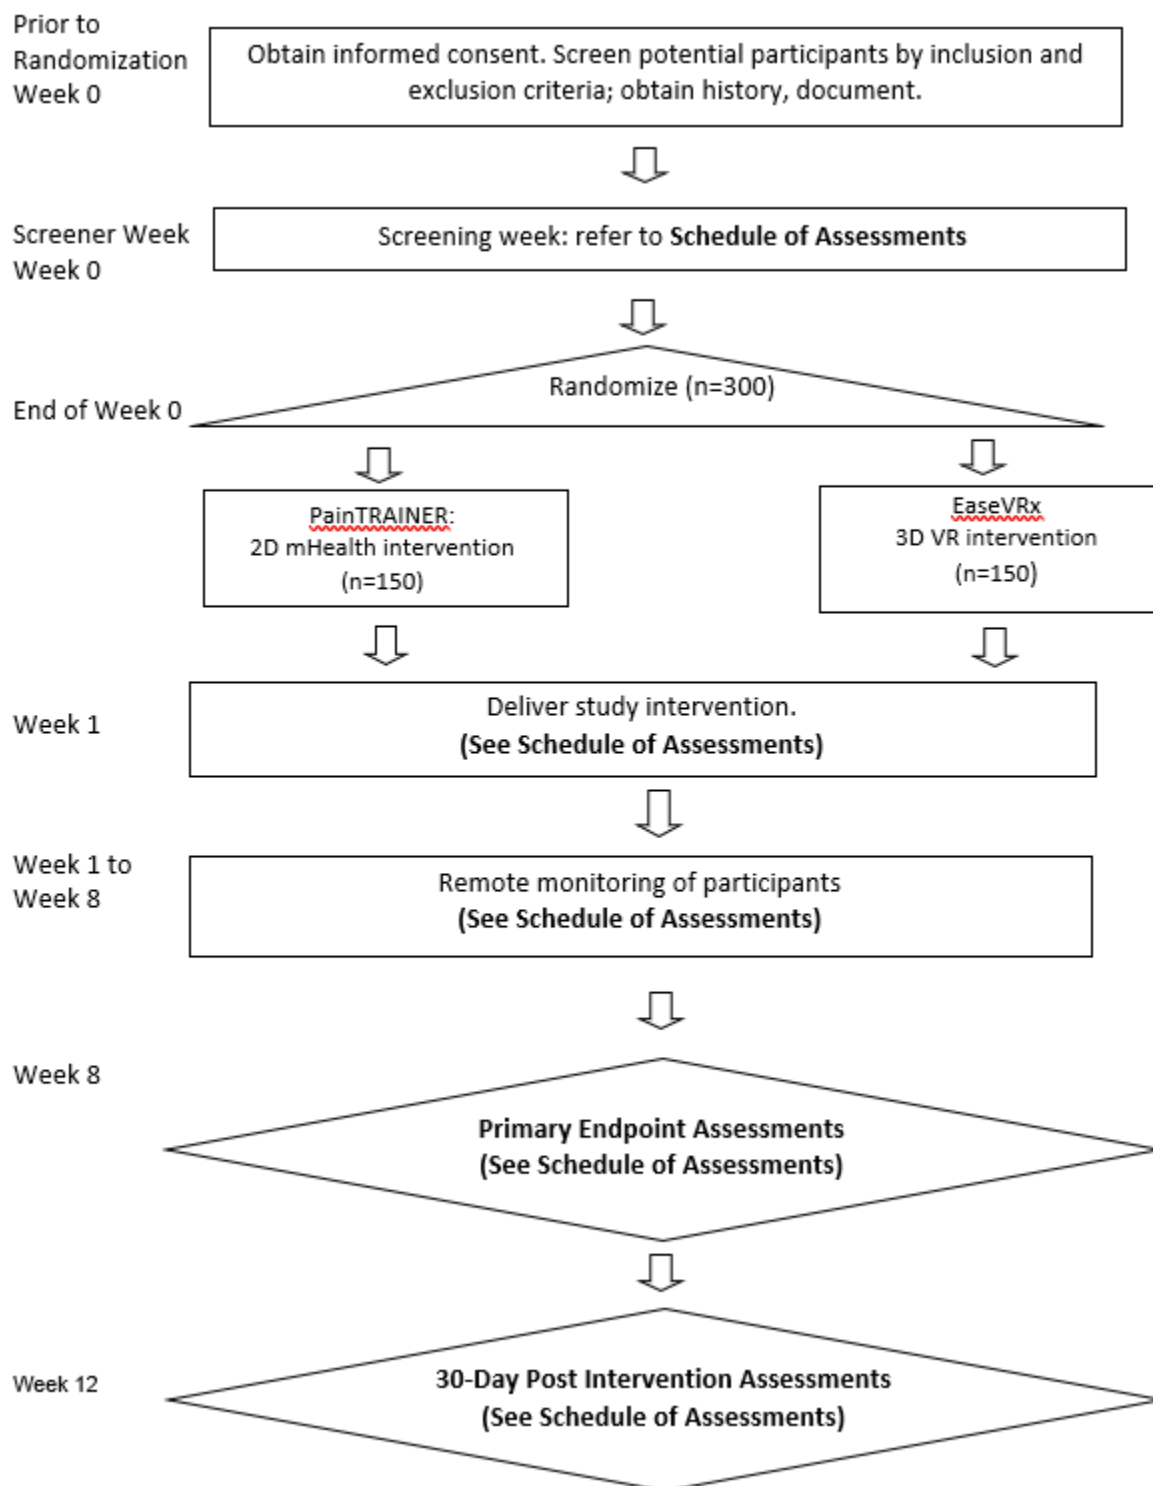 Prior to
Randomization
Week 0
Obtain informed consent. Screen potential participants by inclusion and
exclusion criteria; obtain history, document.
Screener Week
Week 0
Screening week: refer to Schedule of Assessments
End of Week 0
Randomize (n=300)
PainTRAINER:
2D mHealth intervention
(n=150)
EaseVRx
3D VR intervention
(n=150)
Week 1
Deliver study intervention.
(See Schedule of Assessments)
Week 1 to
Week 8
Remote monitoring of participants
(See Schedule of Assessments)
Week 8
Primary Endpoint Assessments
(See Schedule of Assessments)
Week 12
30-Day Post Intervention Assessments
(See Schedule of Assessments)